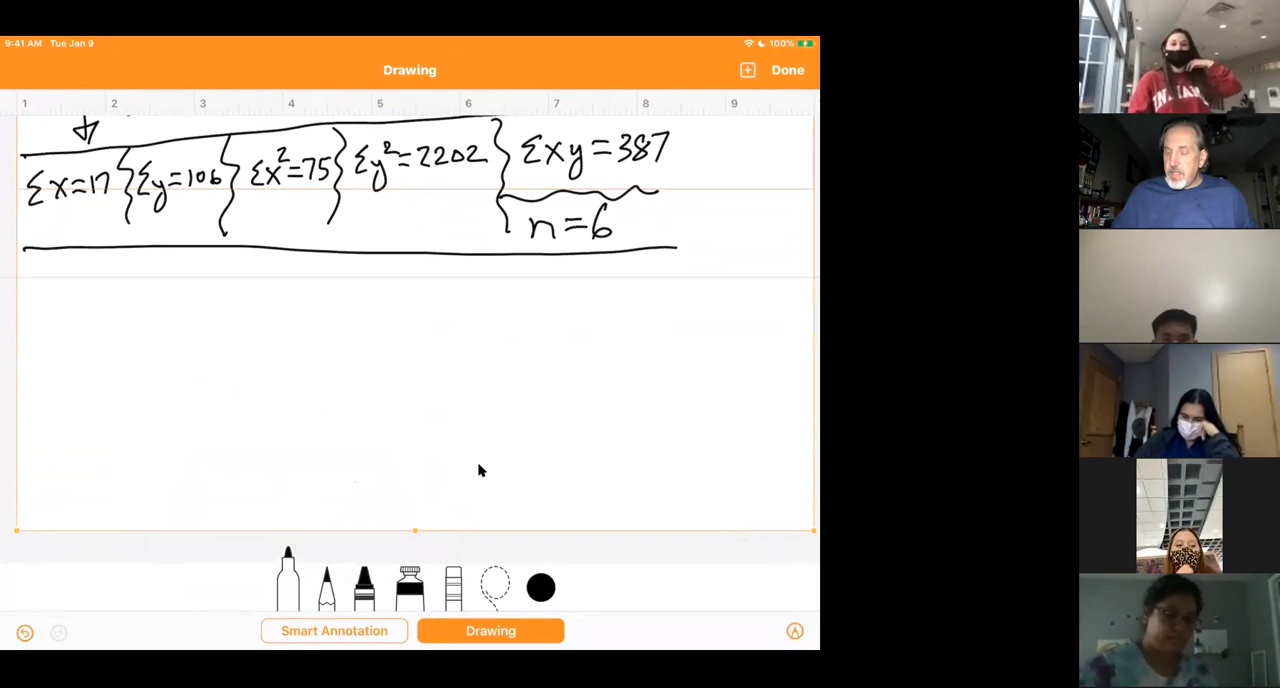 9:41 AM Tue Jan 9
100%
Drawing
Done
1 2 3 4 5 6 7 8 9
Σx=17 Σy=106 Σx²=75 Σy²=2202 Σxy=387
n=6
Smart Annotation
Drawing